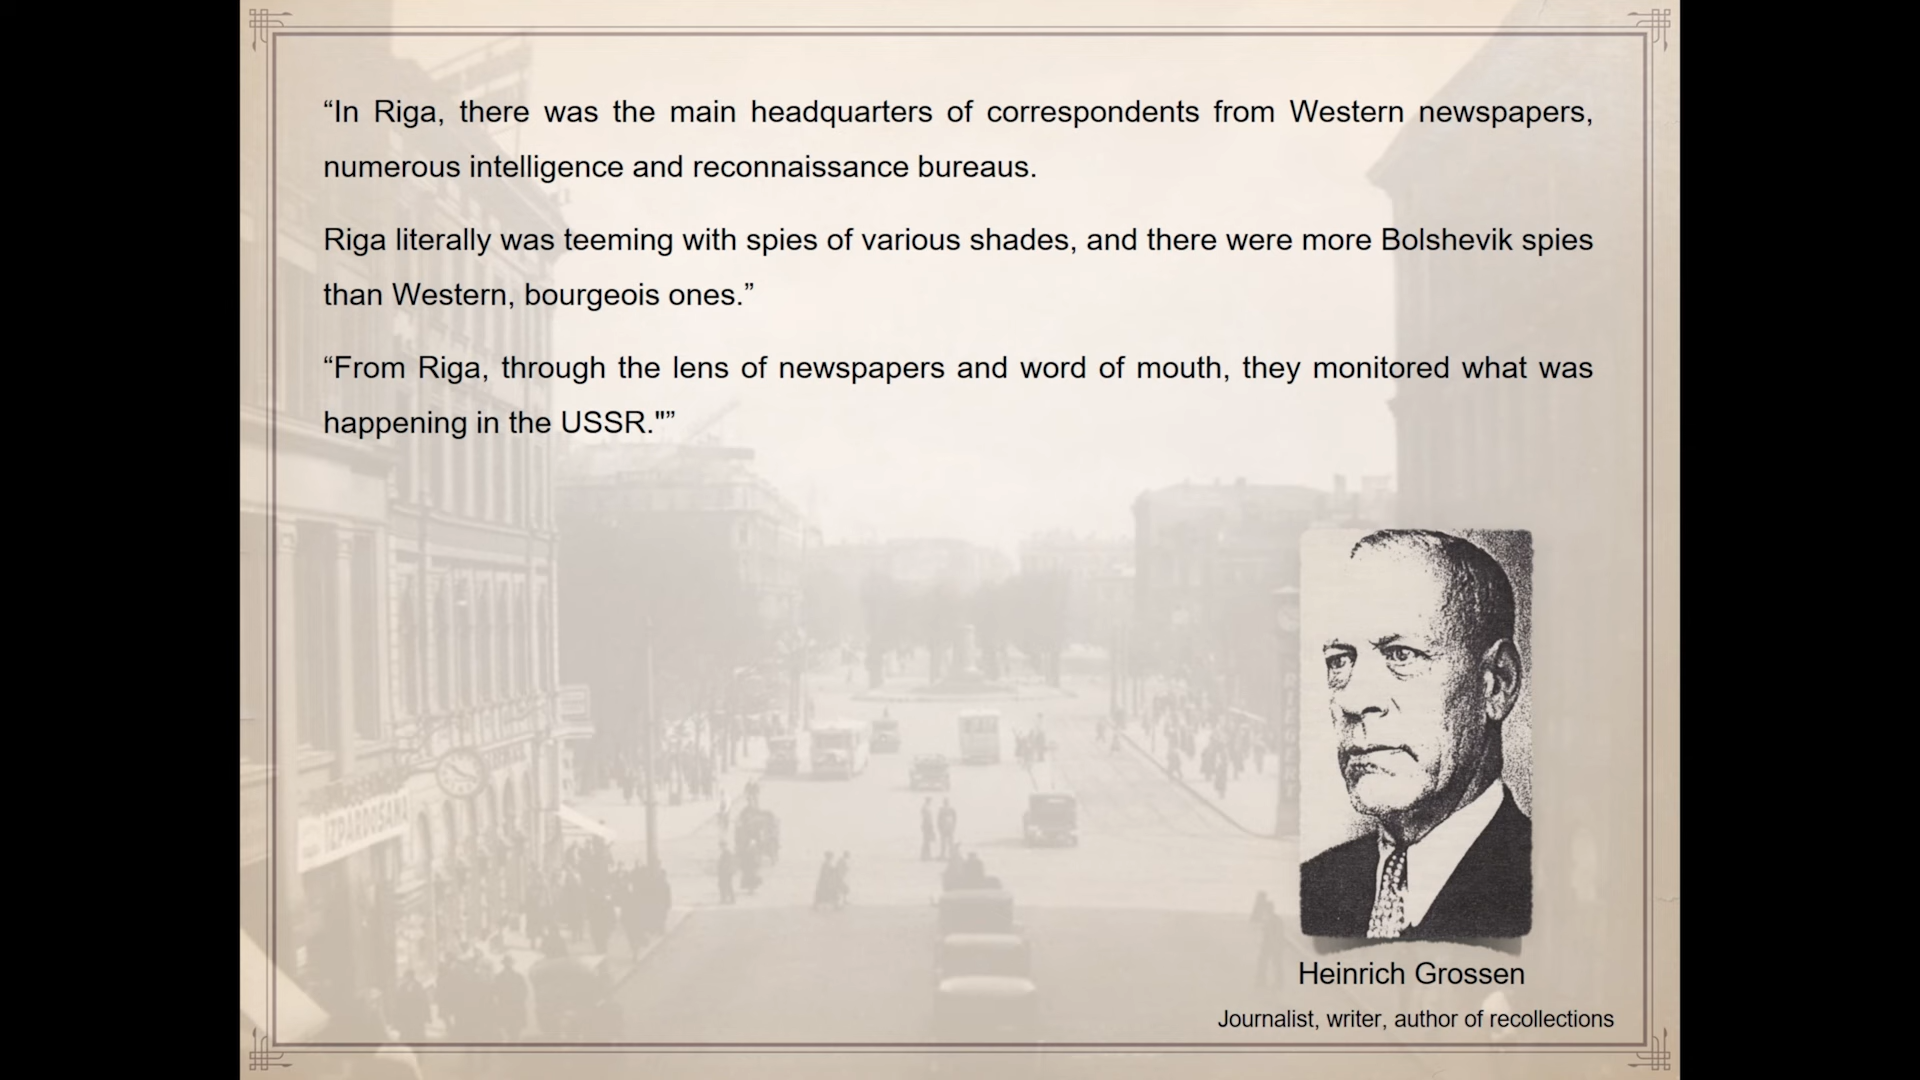 “In Riga, there was the main headquarters of correspondents from Western newspapers,
numerous intelligence and reconnaissance bureaus.
Riga literally was teeming with spies of various shades, and there were more Bolshevik spies
than Western, bourgeois ones.”
“From Riga, through the lens of newspapers and word of mouth, they monitored what was
happening in the USSR."”
IZPARDOŠANA
Heinrich Grossen
Journalist, writer, author of recollections